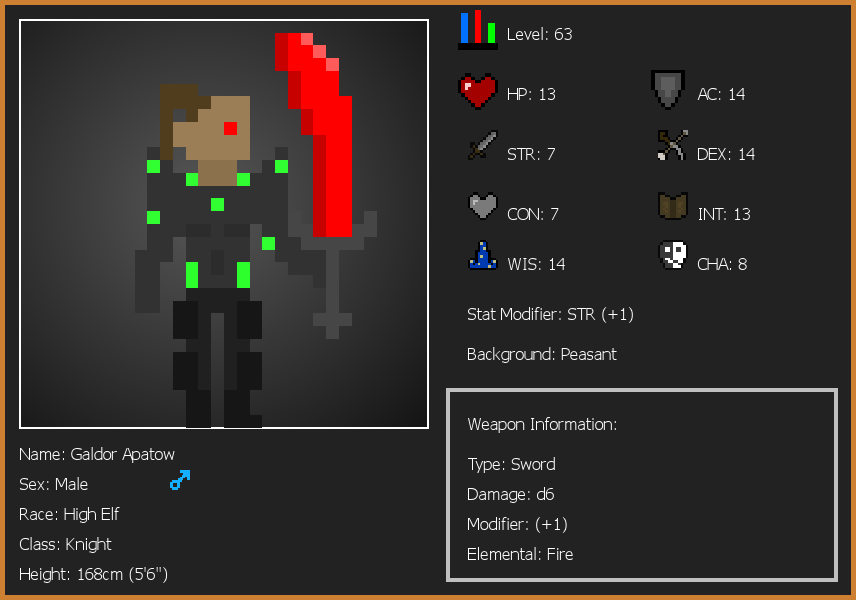 Level: 63
HP: 13
AC: 14
STR: 7
DEX: 14
CON: 7
INT: 13
WIS: 14
CHA: 8
Stat Modifier: STR (+1)
Background: Peasant
Weapon Information:
Type: Sword
Damage: d6
Modifier: (+1)
Elemental: Fire
Name: Galdor Apatow
Sex: Male
Race: High Elf
Class: Knight
Height: 168cm (5'6")